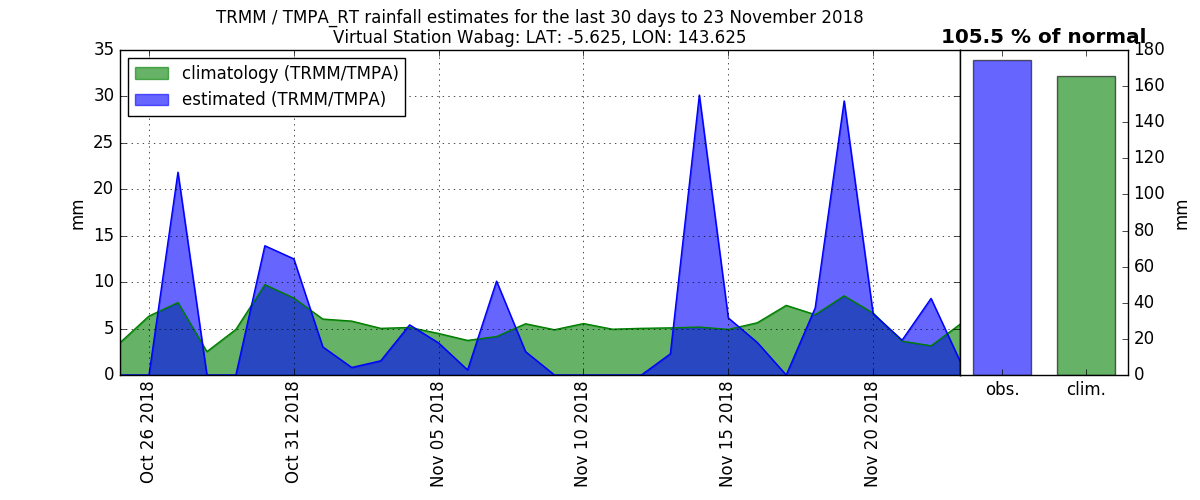 TRMM / TMPA_RT rainfall estimates for the last 30 days to 23 November 2018
Virtual Station Wabag: LAT: -5.625, LON: 143.625
105.5 % of normal
climatology (TRMM/TMPA)
estimated (TRMM/TMPA)
35
30
25
20
15
10
5
0
mm
Oct 26 2018
Oct 31 2018
Nov 05 2018
Nov 10 2018
Nov 15 2018
Nov 20 2018
180
160
140
120
100
80
60
40
20
0
mm
obs.
clim.